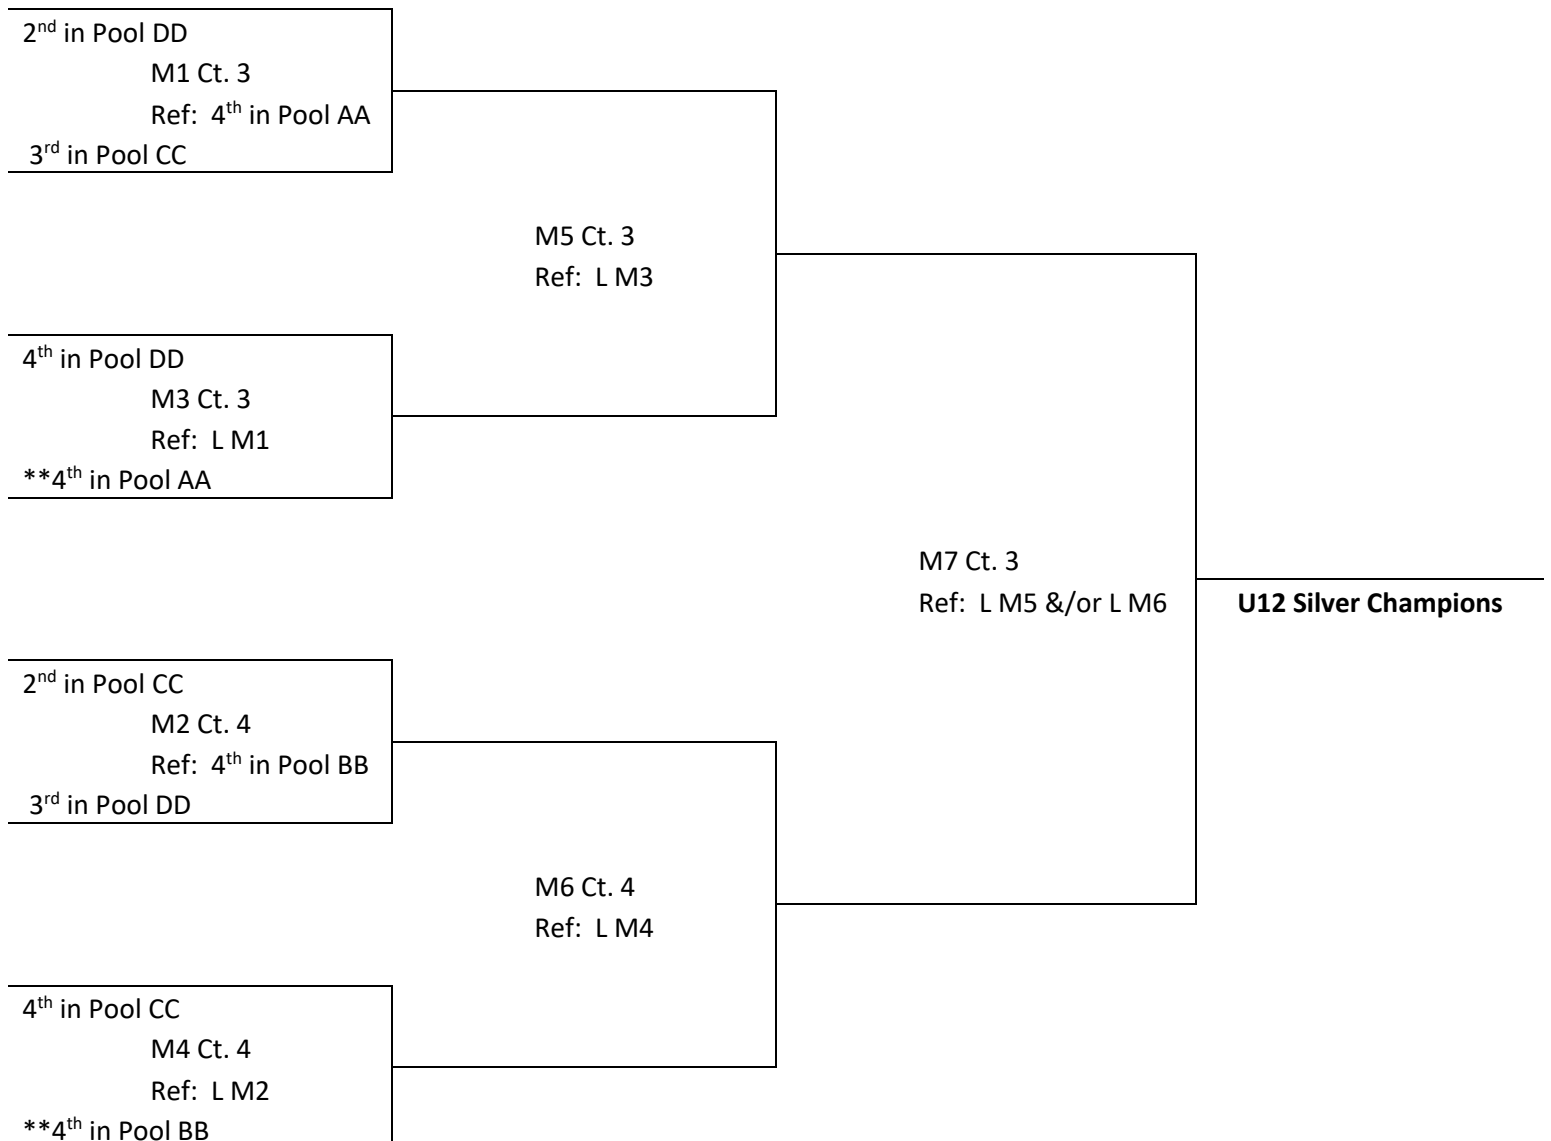 2nd in Pool DD
M1 Ct. 3
Ref: 4th in Pool AA
3rd in Pool CC
M5 Ct. 3
Ref: L M3
4th in Pool DD
M3 Ct. 3
Ref: L M1
**4th in Pool AA
M7 Ct. 3
Ref: L M5 &/or L M6
U12 Silver Champions
2nd in Pool CC
M2 Ct. 4
Ref: 4th in Pool BB
3rd in Pool DD
M6 Ct. 4
Ref: L M4
4th in Pool CC
M4 Ct. 4
Ref: L M2
**4th in Pool BB